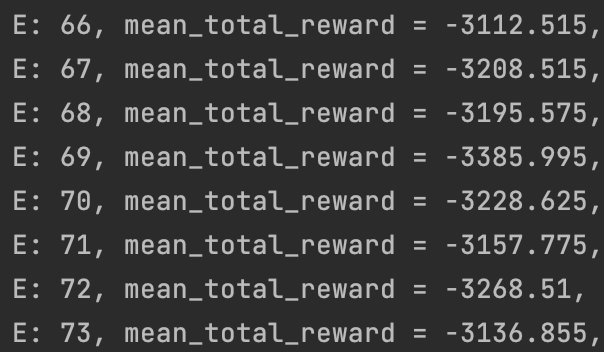 E: 66, mean_total_reward = -3112.515,
E: 67, mean_total_reward = -3208.515,
E: 68, mean_total_reward = -3195.575,
E: 69, mean_total_reward = -3385.995,
E: 70, mean_total_reward = -3228.625,
E: 71, mean_total_reward = -3157.775,
E: 72, mean_total_reward = -3268.51,
E: 73, mean_total_reward = -3136.855,